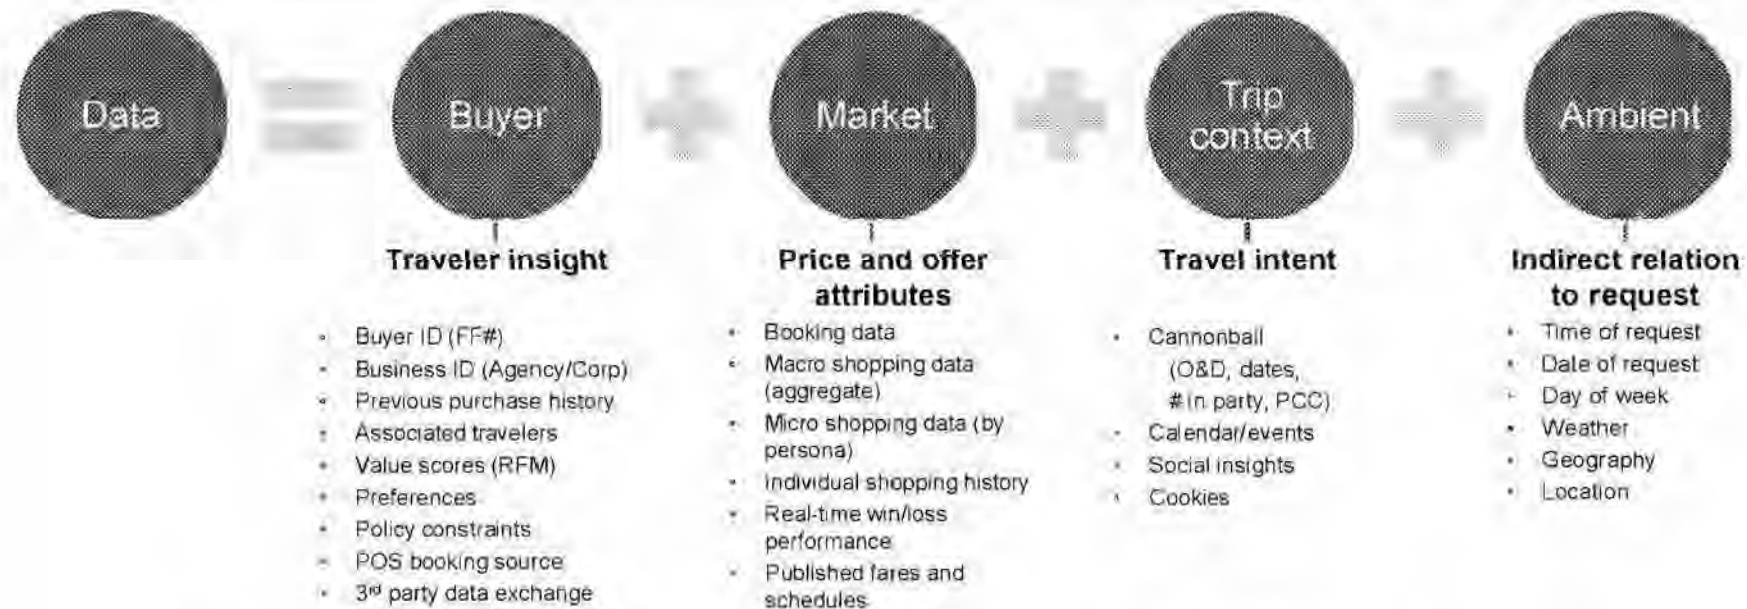 Data
Buyer
Market
Trip
context
Ambient
Traveler insight
Buyer ID (FF#)
Business ID (Agency/Corp)
Previous purchase history
Associated travelers
Value scores (RFM)
Preferences
Policy constraints
POS booking source
3rd party data exchange
Price and offer
attributes
Booking data
Macro shopping data
(aggregate)
Micro shopping data (by
persona)
Individual shopping history
Real-time win/loss
performance
Published fares and
schedules
Travel intent
Cannonball
(O&D, dates,
# in party, PCC)
Calendar/events
Social insights
Cookies
Indirect relation
to request
Time of request
Date of request
Day of week
Weather
Geography
Location